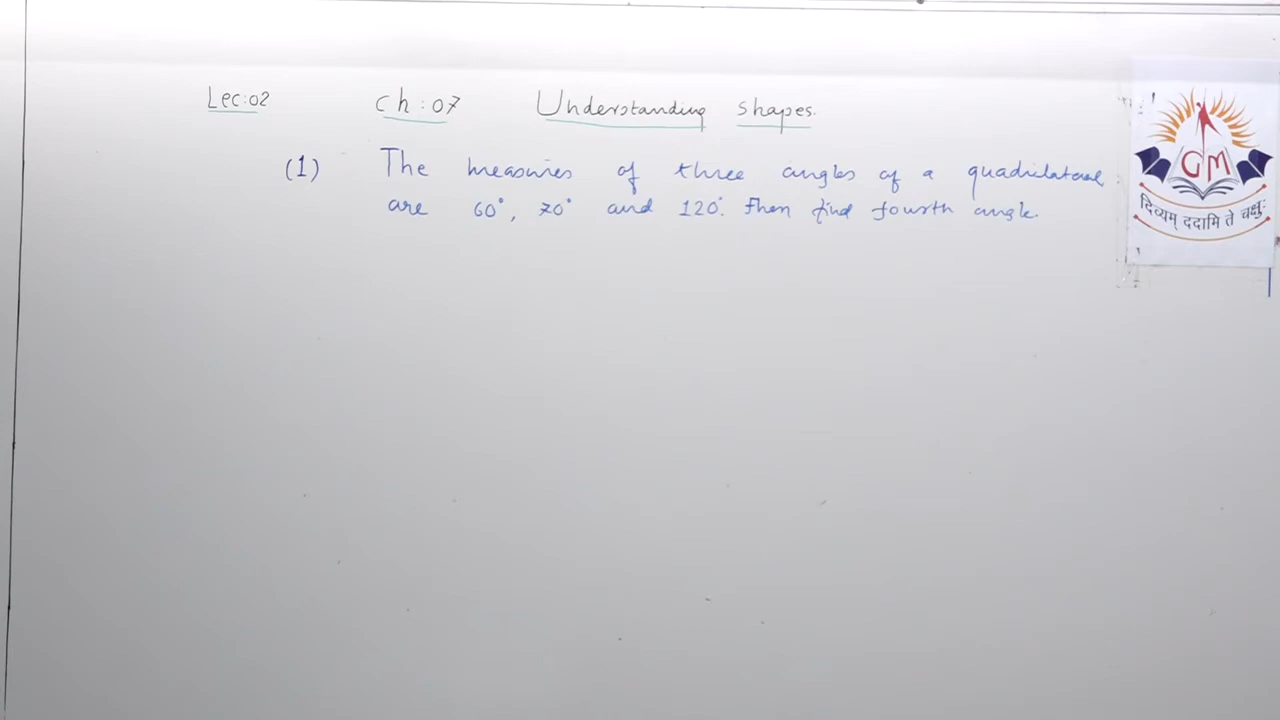 Lec:02 Ch:07 Understanding shapes.
(1) The measures of three angles of a quadrilateral
are 60°, 70° and 120°. Then find fourth angle.
GM
दिव्यम् ददामि ते चक्षुः